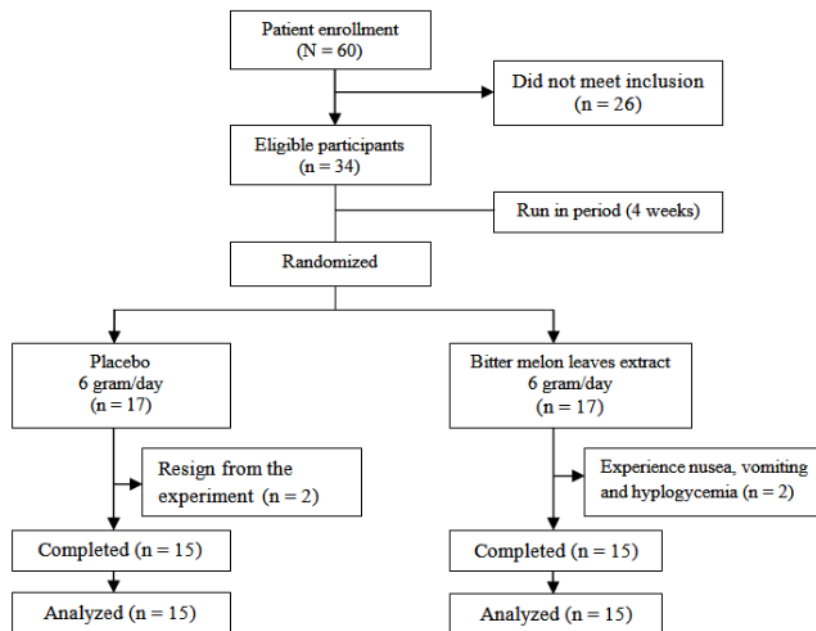 Patient enrollment
(N = 60)
Did not meet inclusion
(n = 26)
Eligible participants
(n = 34)
Run in period (4 weeks)
Randomized
Placebo
6 gram/day
(n = 17)
Bitter melon leaves extract
6 gram/day
(n = 17)
Resign from the
experiment (n = 2)
Experience nusea, vomiting
and hyplogycemia (n = 2)
Completed (n = 15)
Completed (n = 15)
Analyzed (n = 15)
Analyzed (n = 15)